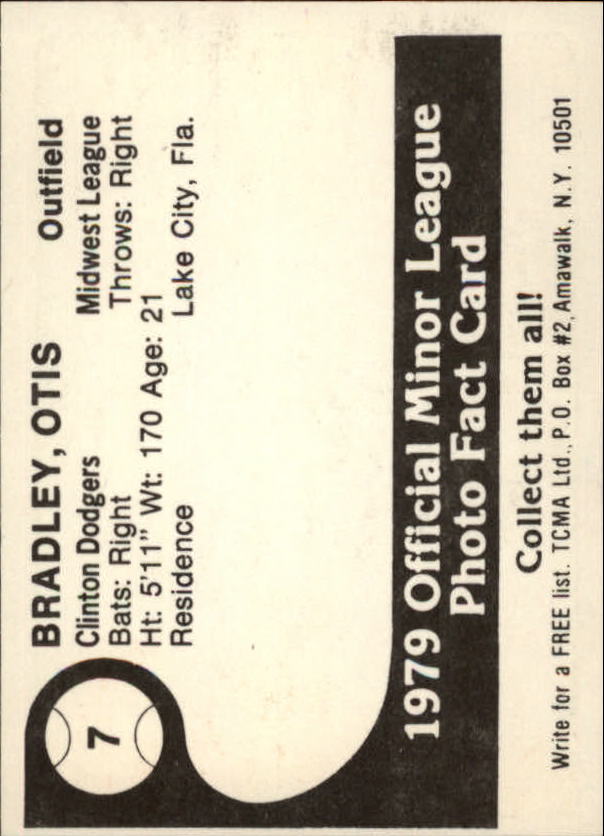 7
BRADLEY, OTIS Outfield
Clinton Dodgers Midwest League
Bats: Right Throws: Right
Ht: 5'11" Wt: 170 Age: 21
Residence Lake City, Fla.
1979 Official Minor League
Photo Fact Card
Collect them all!
Write for a FREE list. TCMA Ltd., P.O. Box #2, Amawalk, N.Y. 10501